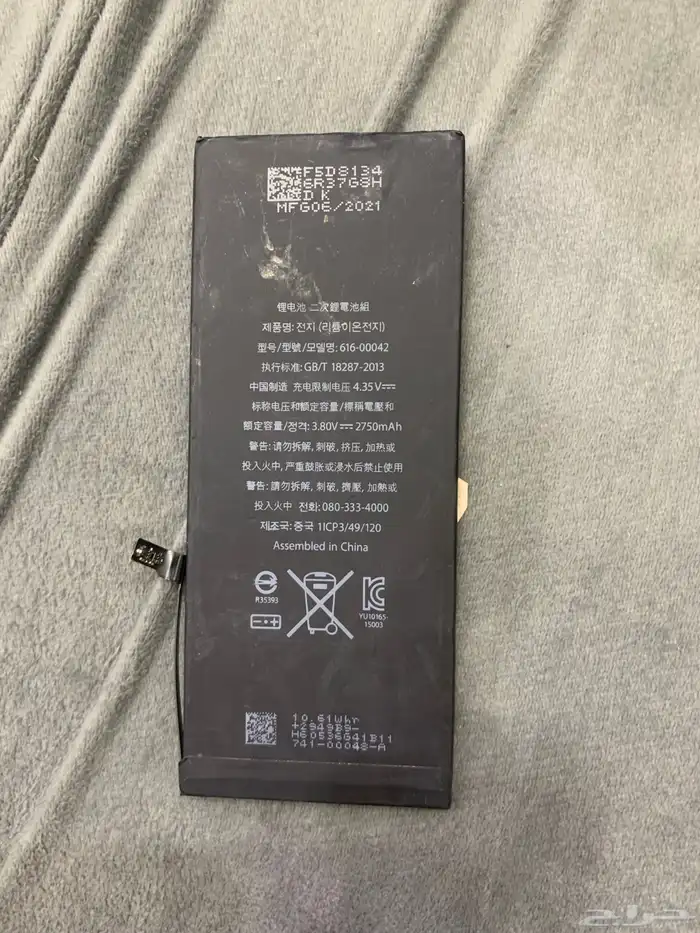 F5D8134
6R37G8H
D K
MFG06/2021
锂电池 二次鋰電池組
제품명: 전지 (리튬이온전지)
型号/型號/모델명: 616-00042
执行标准: GB/T 18287-2013
中国制造 充电限制电压 4.35V⎓
标称电压和额定容量/標稱電壓和
額定容量/정격: 3.80V⎓ 2750mAh
警告: 请勿拆解, 刺破, 挤压, 加热或
投入火中, 严重鼓胀或浸水后禁止使用
警告: 請勿拆解, 刺破, 擠壓, 加熱或
投入火中 전화: 080-333-4000
제조국: 중국 1ICP3/49/120
Assembled in China
R35393
YU10165-
15003
10.61Whr
+2949B9-
H60536G41B11
741-00048-A
حراج